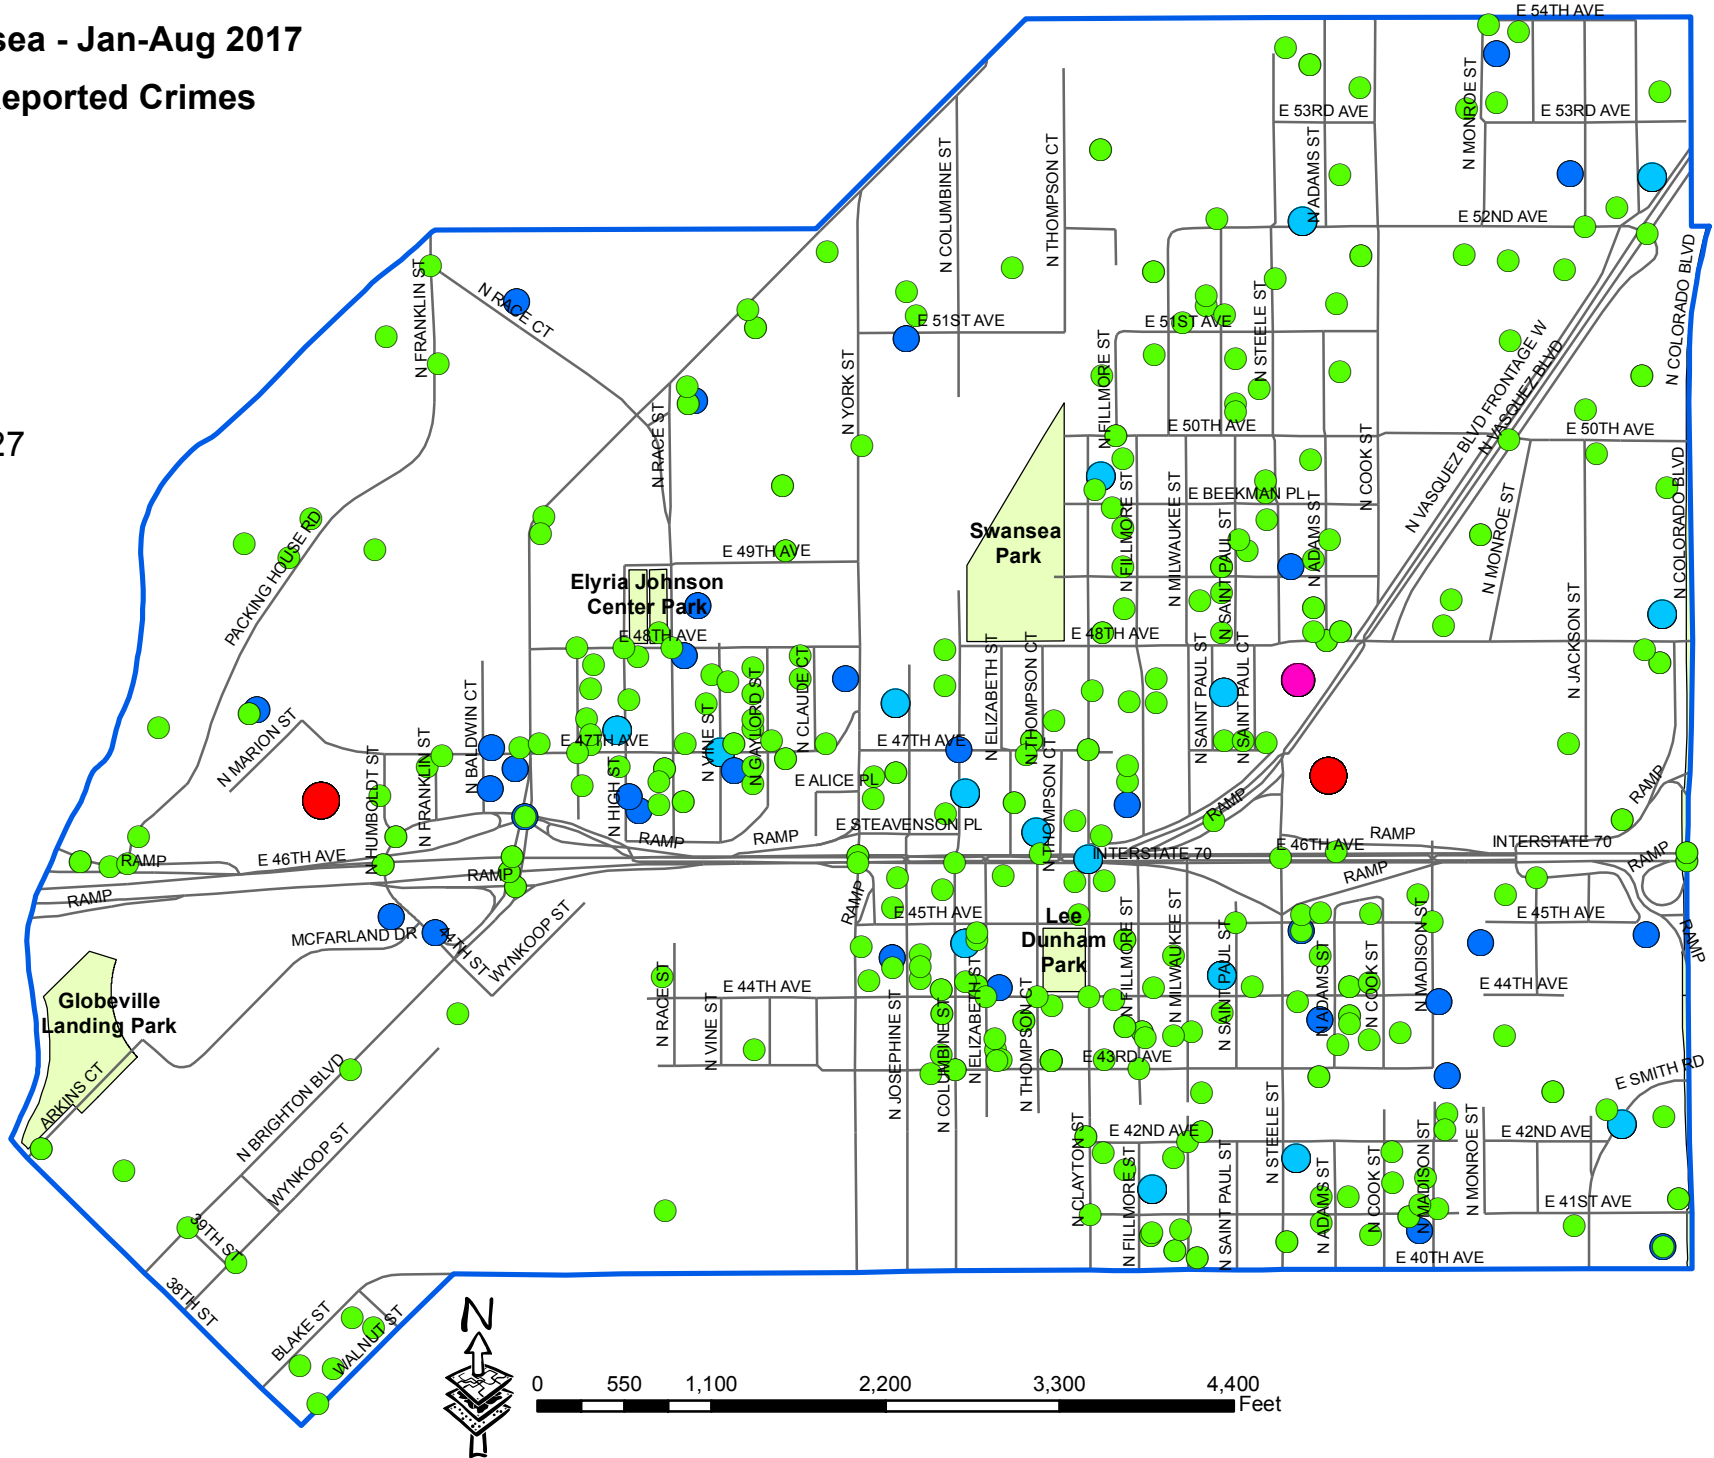 sea - Jan-Aug 2017
eported Crimes
27
E 54TH AVE
E 53RD AVE
E 53RD AVE
N MONROE ST
N ADAMS ST
N COLUMBINE ST
N THOMPSON CT
E 52ND AVE
N COLORADO BLVD
N FRANKLIN ST
N RACE CT
E 51ST AVE
E 51ST AVE
N STEELE ST
N YORK ST
N FILLMORE ST
N VASQUEZ BLVD FRONTAGE W
N VASQUEZ BLVD
N RACE ST
E 50TH AVE
E 50TH AVE
N COOK ST
N COLORADO BLVD
E BEEKMAN PL
N FILLMORE ST
N MILWAUKEE ST
N SAINT PAUL ST
N ADAMS ST
N MONROE ST
PACKING HOUSE RD
Swansea
Park
E 49TH AVE
Elyria Johnson
Center Park
N JACKSON ST
E 48TH AVE
E 48TH AVE
N ELIZABETH ST
N THOMPSON CT
N SAINT PAUL ST
N SAINT PAUL CT
N MARION ST
N BALDWIN CT
N CLAUDE CT
N GAYLORD ST
N VINE ST
E 47TH AVE
E 47TH AVE
N HUMBOLDT ST
N FRANKLIN ST
N HIGH ST
E ALICE PL
N THOMPSON CT
E STEAVENSON PL
RAMP
RAMP
RAMP
RAMP
RAMP
INTERSTATE 70
E 46TH AVE
RAMP
E 46TH AVE
INTERSTATE 70
RAMP
RAMP
RAMP
RAMP
RAMP
RAMP
MCFARLAND DR
44TH ST
WYNKOOP ST
E 45TH AVE
Lee
Dunham
Park
N FILLMORE ST
N MILWAUKEE ST
N SAINT PAUL ST
N ADAMS ST
N COOK ST
N MADISON ST
E 45TH AVE
RAMP
Globeville
Landing Park
N RACE ST
N VINE ST
E 44TH AVE
E 44TH AVE
N JOSEPHINE ST
N COLUMBINE ST
N ELIZABETH ST
N THOMPSON CT
E 43RD AVE
ARKINS CT
N BRIGHTON BLVD
WYNKOOP ST
E SMITH RD
N CLAYTON ST
E 42ND AVE
N FILLMORE ST
N SAINT PAUL ST
N STEELE ST
N ADAMS ST
N COOK ST
N MADISON ST
N MONROE ST
E 42ND AVE
E 41ST AVE
E 40TH AVE
39TH ST
38TH ST
BLAKE ST
WALNUT ST
N
0 550 1,100 2,200 3,300 4,400
Feet